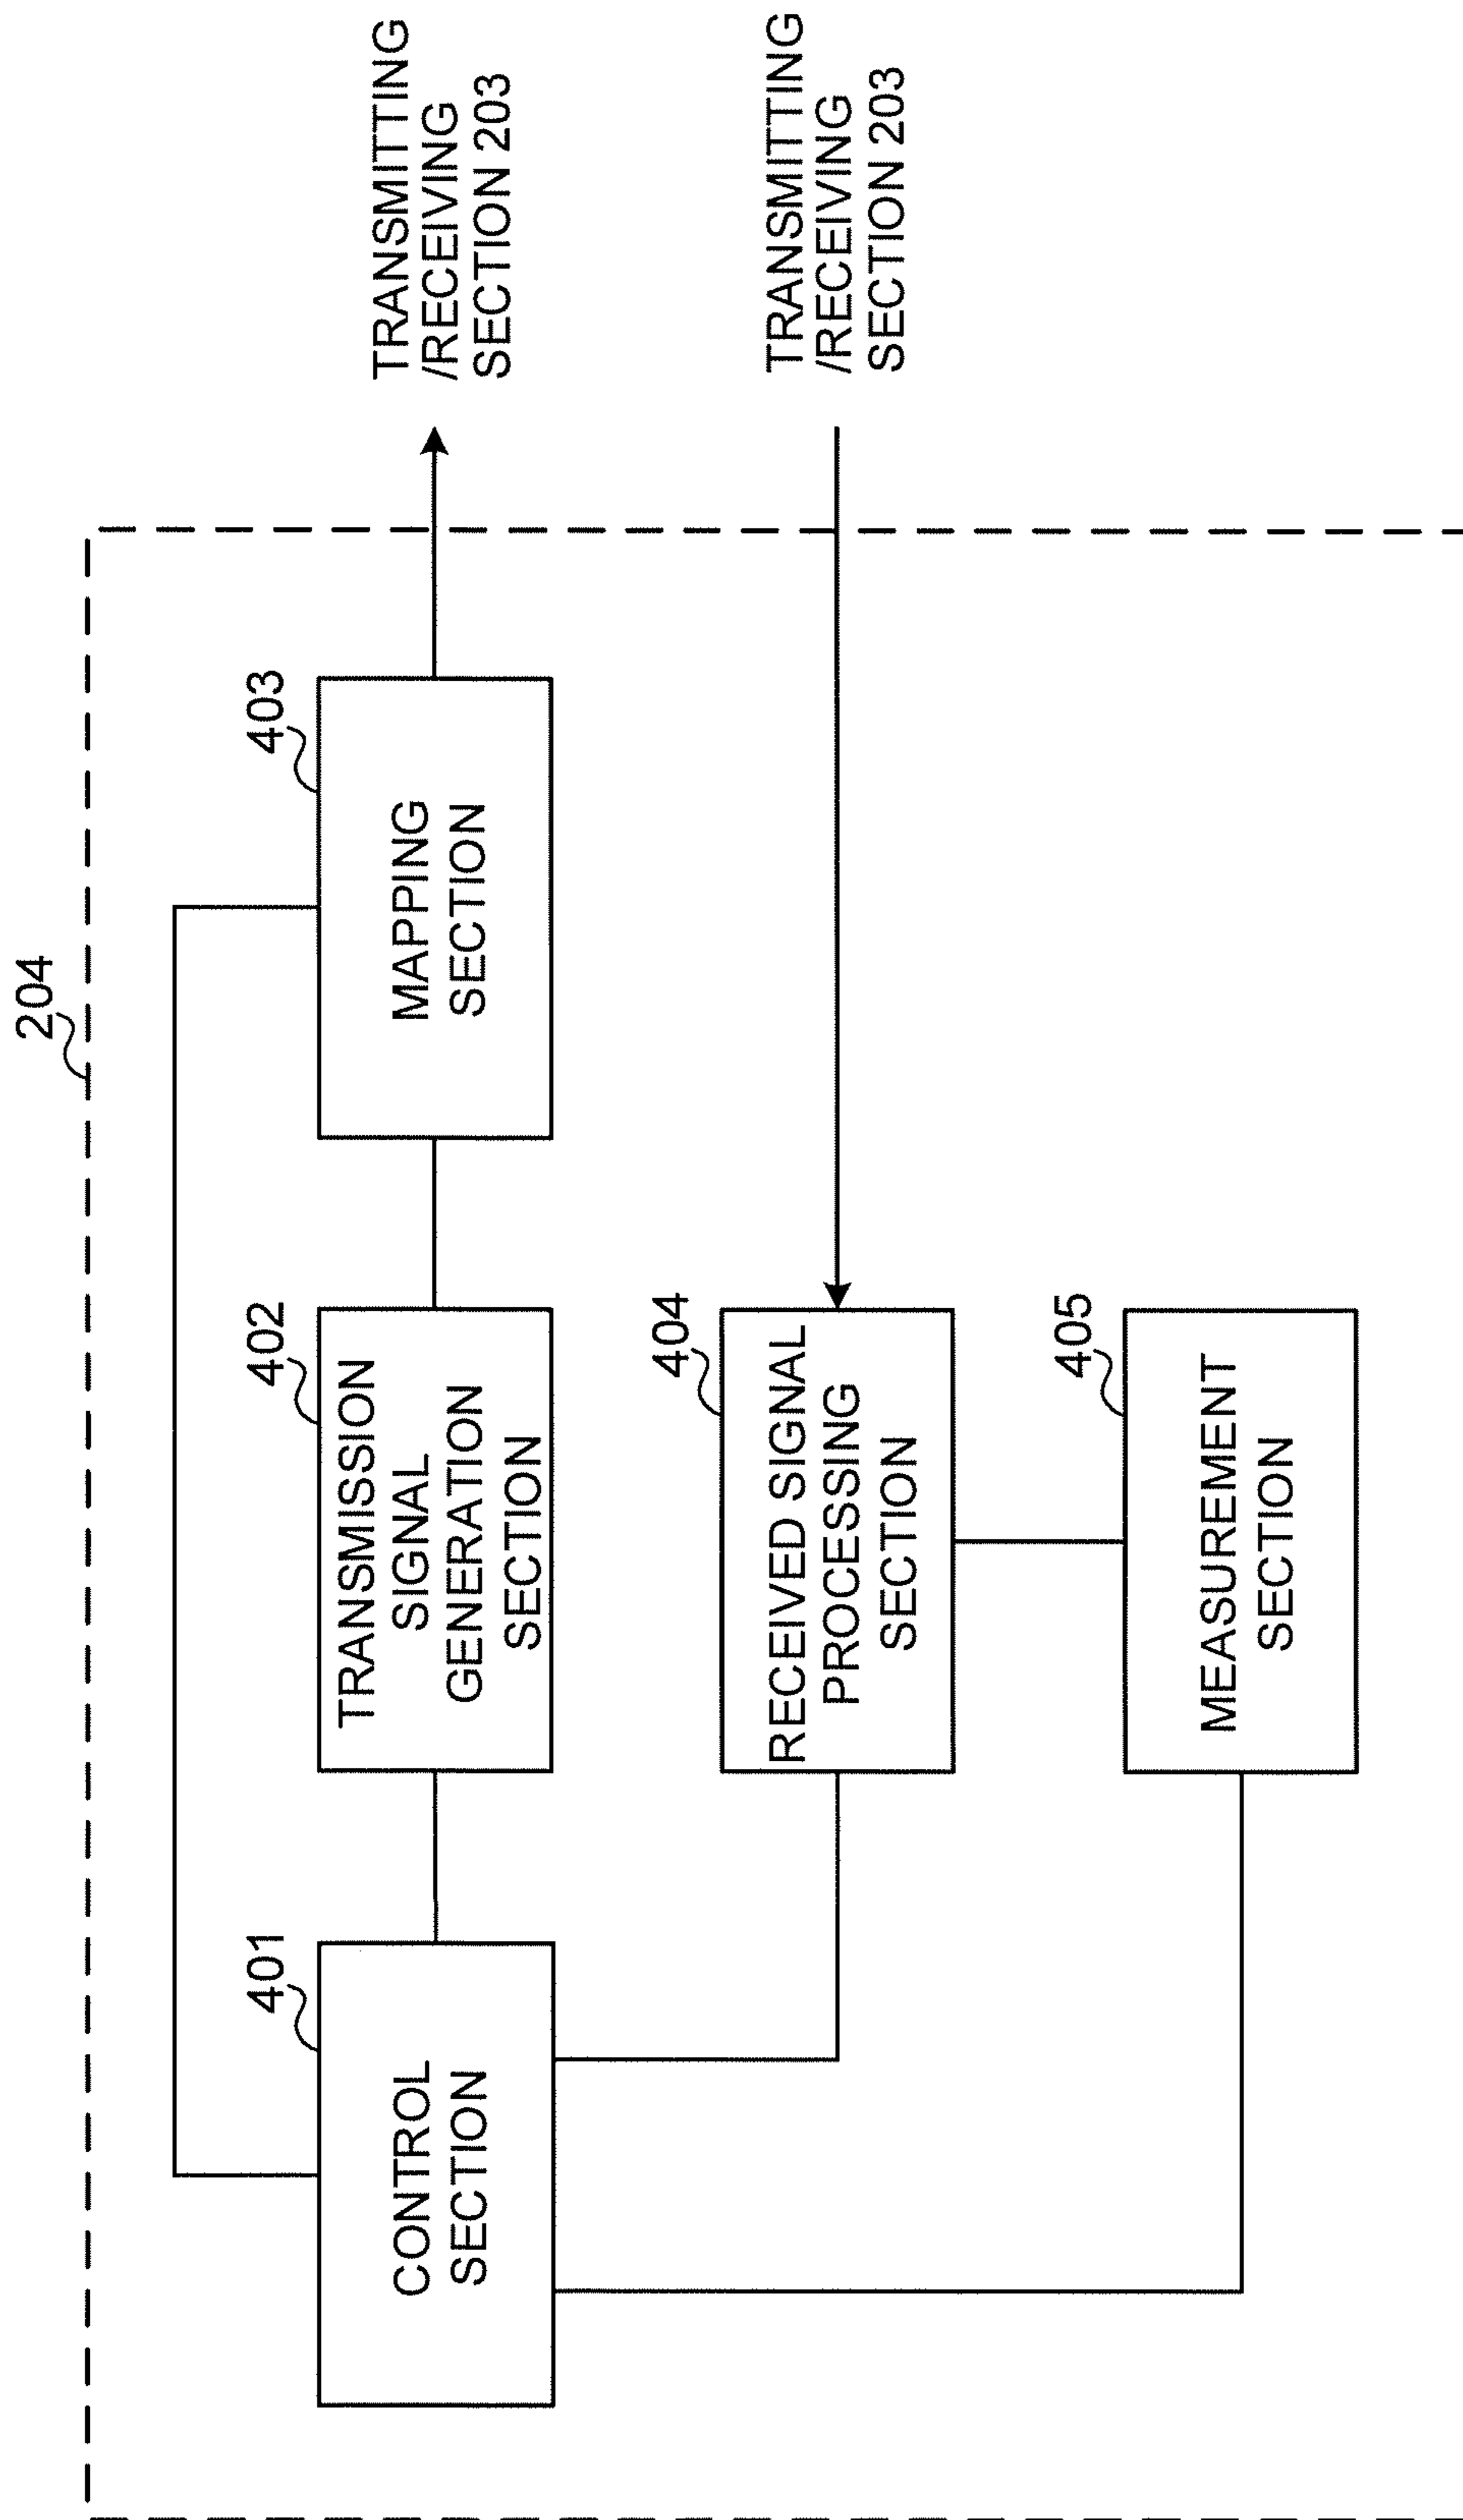 204
401
CONTROL
SECTION
402
TRANSMISSION
SIGNAL
GENERATION
SECTION
403
MAPPING
SECTION
TRANSMITTING
/RECEIVING
SECTION 203
404
RECEIVED SIGNAL
PROCESSING
SECTION
TRANSMITTING
/RECEIVING
SECTION 203
405
MEASUREMENT
SECTION